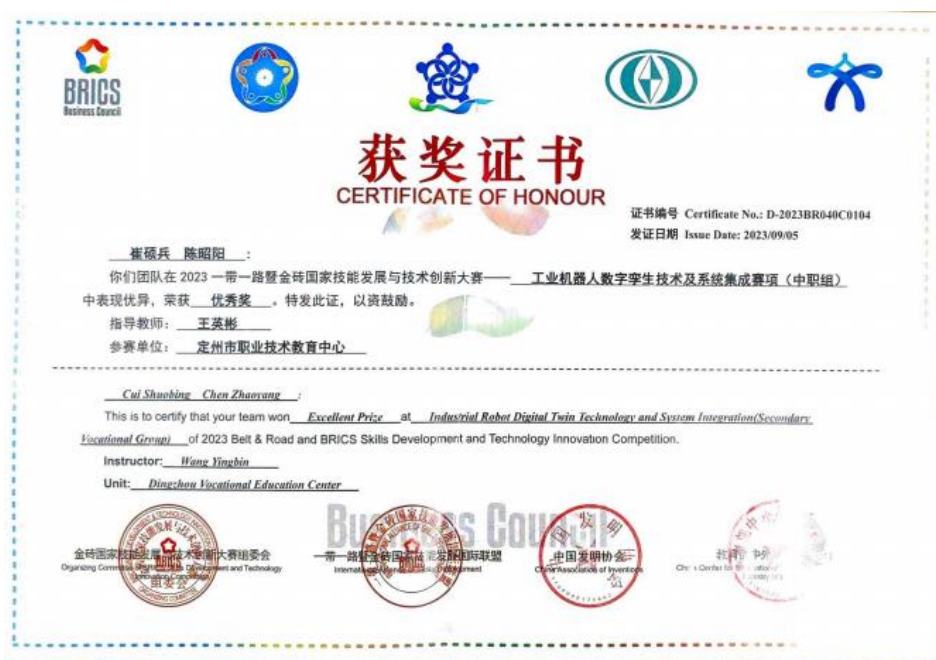 BRICS
Business Council
获奖证书
CERTIFICATE OF HONOUR
证书编号 Certificate No.: D-2023BR040C0104
发证日期 Issue Date: 2023/09/05
崔硕兵 陈昭阳 :
你们团队在 2023 一带一路暨金砖国家技能发展与技术创新大赛—— 工业机器人数字孪生技术及系统集成赛项（中职组）
中表现优异，荣获 优秀奖 。特发此证，以资鼓励。
指导教师： 王英彬
参赛单位： 定州市职业技术教育中心
Cui Shuobing Chen Zhaoyang :
This is to certify that your team won Excellent Prize at Industrial Robot Digital Twin Technology and System Integration(Secondary
Vocational Group) of 2023 Belt & Road and BRICS Skills Development and Technology Innovation Competition.
Instructor: Wang Yingbin
Unit: Dingzhou Vocational Education Center
Business Council
金砖国家技能发展与技术创新大赛组委会
一带一路暨金砖国家技能发展国际联盟
中国发明协会
China Association of Inventions